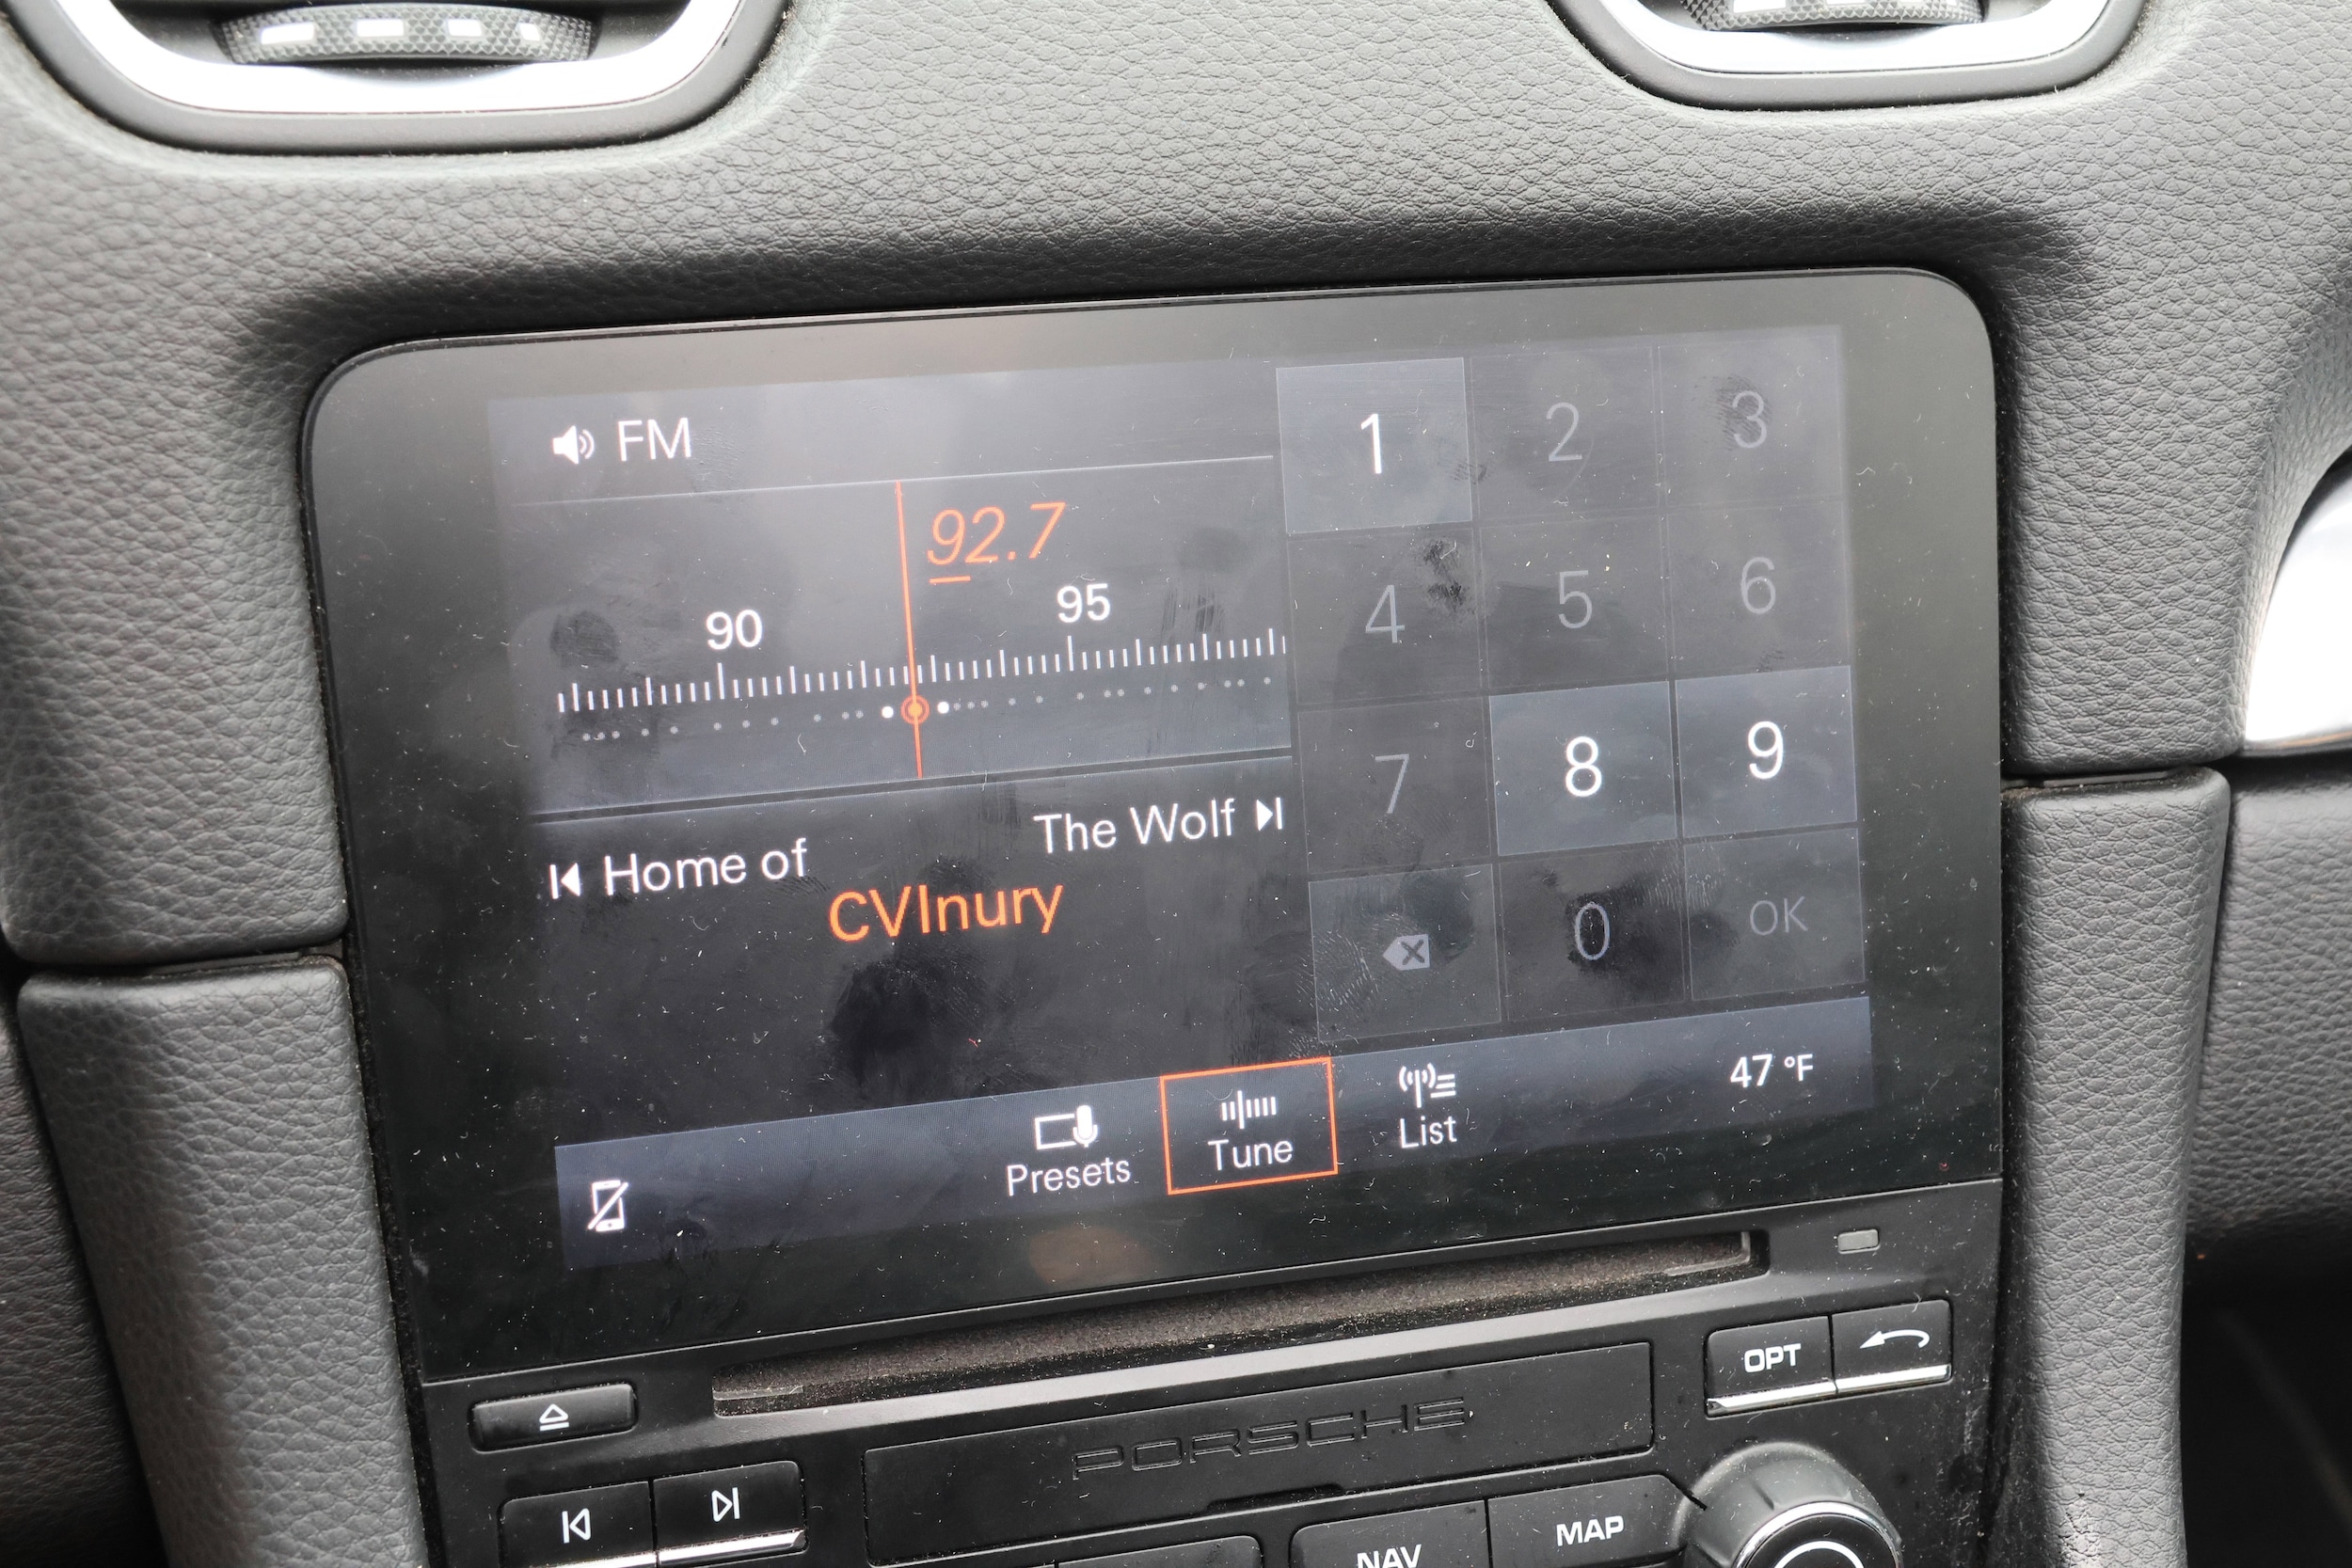 FM
92.7
90 95
The Wolf
Home of
CVInury
1 2 3
4 5 6
7 8 9
0 OK
Presets
Tune
List
47 °F
OPT
PORSCHE
NAV
MAP